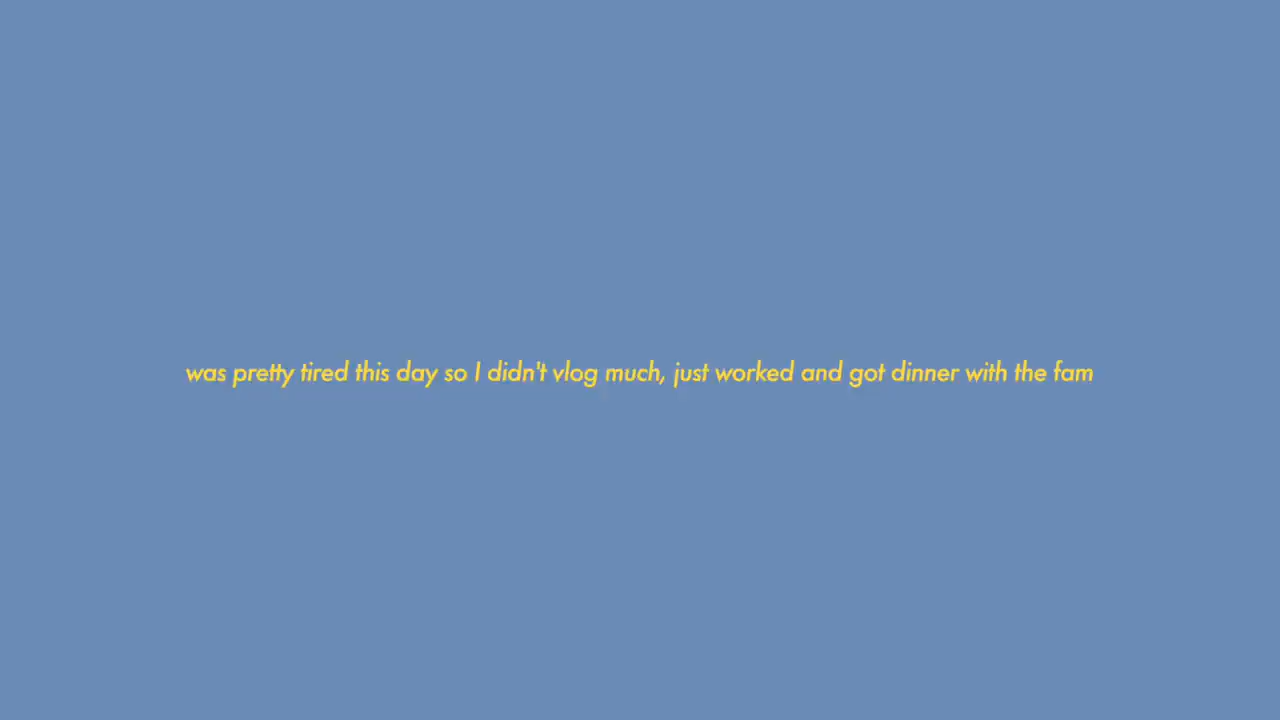 was pretty tired this day so I didn't vlog much, just worked and got dinner with the fam